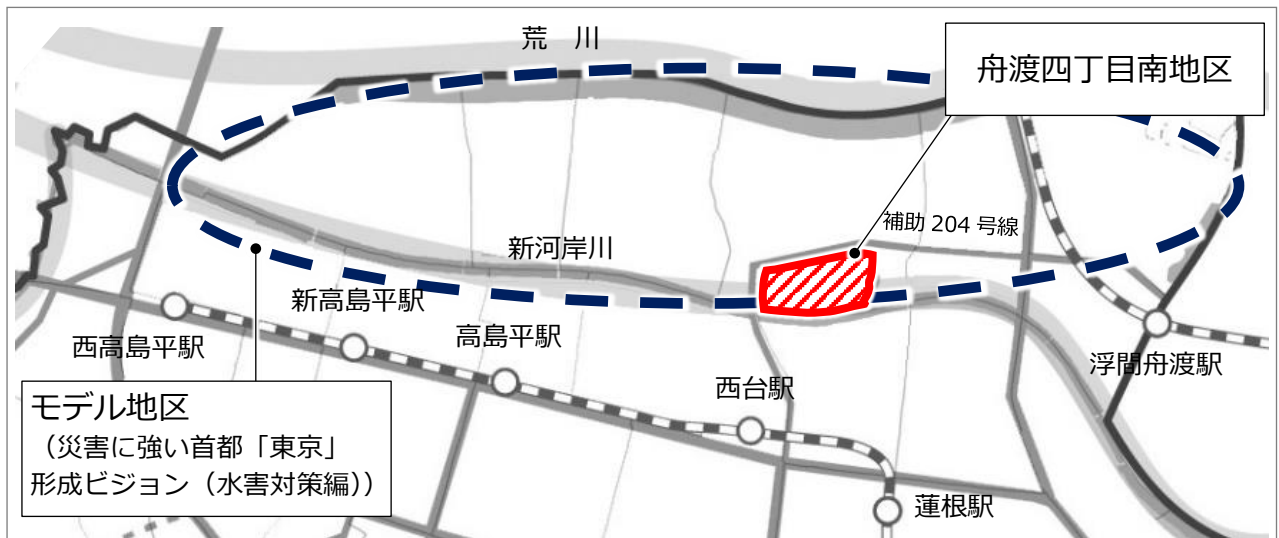 荒　川
舟渡四丁目南地区
補助 204 号線
新河岸川
新高島平駅
西高島平駅
高島平駅
浮間舟渡駅
西台駅
モデル地区
（災害に強い首都「東京」
形成ビジョン（水害対策編））
蓮根駅